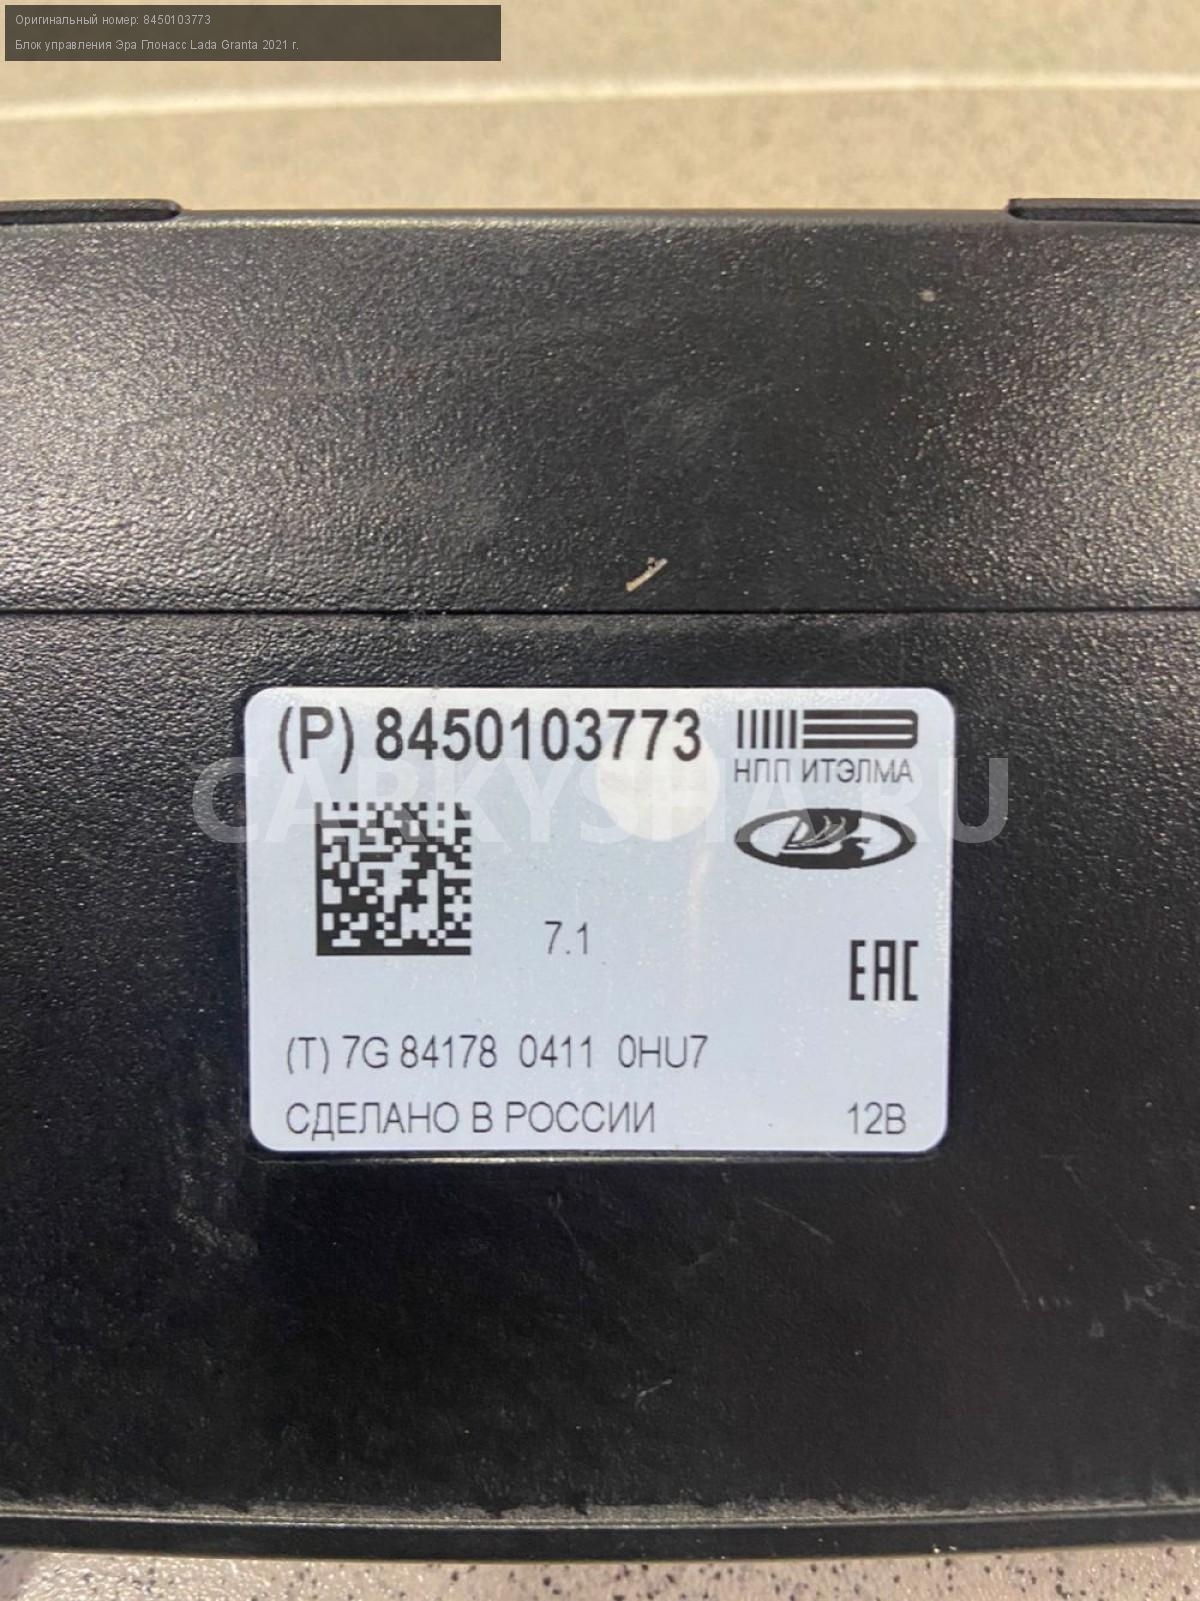 Оригинальный номер: 8450103773
Блок управления Эра Глонасс Lada Granta 2021 г.
(P) 8450103773
НПП ИТЭЛМА
CARKYSHA.RU
7.1
EAC
(T) 7G 84178 0411 0HU7
СДЕЛАНО В РОССИИ 12В